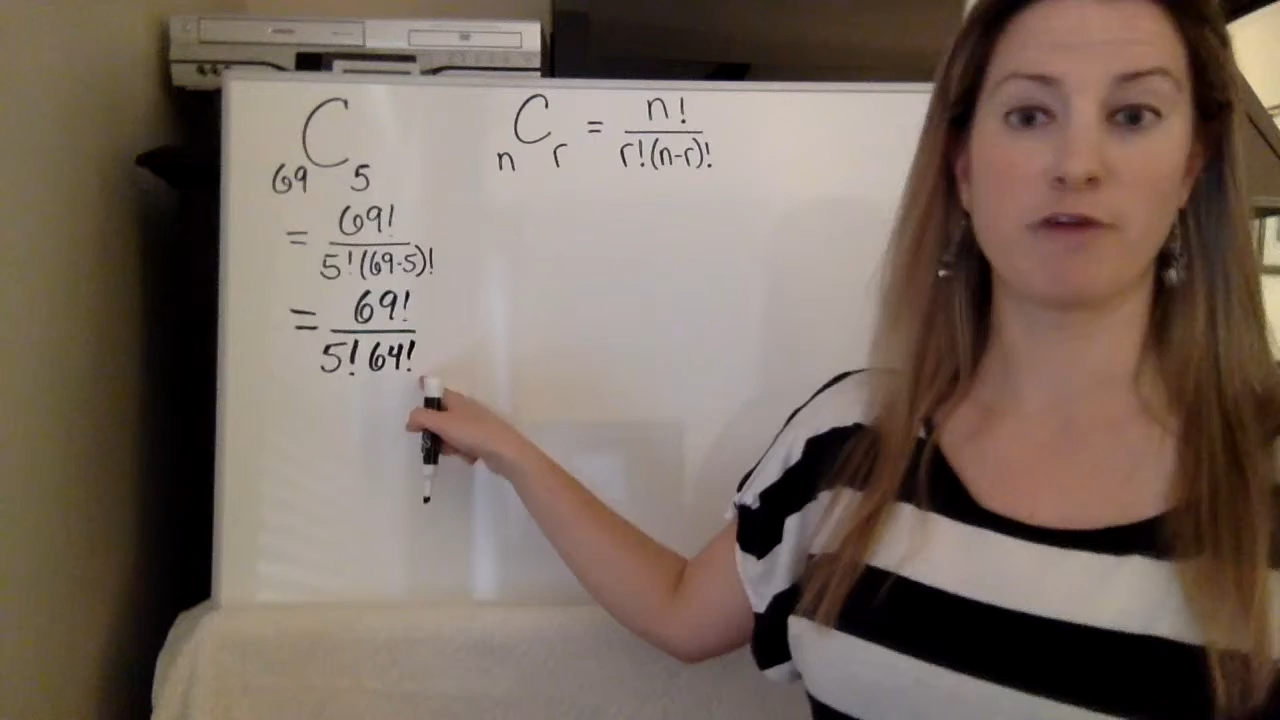 ₆₉C₅
= 69!/5!(69-5)!
= 69!/5!64!
ₙCᵣ = n!/r!(n-r)!